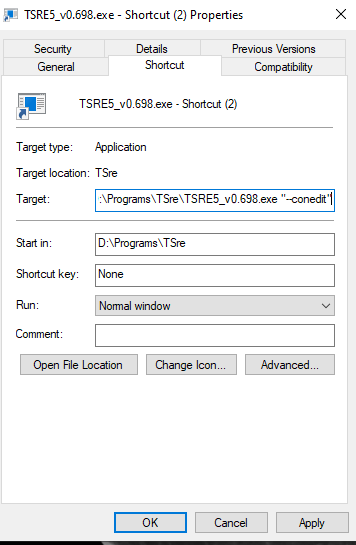 TSRE5_v0.698.exe - Shortcut (2) Properties
Security Details Previous Versions
General Shortcut Compatibility
TSRE5_v0.698.exe - Shortcut (2)
Target type: Application
Target location: TSre
Target: :\Programs\TSre\TSRE5_v0.698.exe "--conedit"
Start in: D:\Programs\TSre
Shortcut key: None
Run: Normal window
Comment:
Open File Location Change Icon... Advanced...
OK Cancel Apply